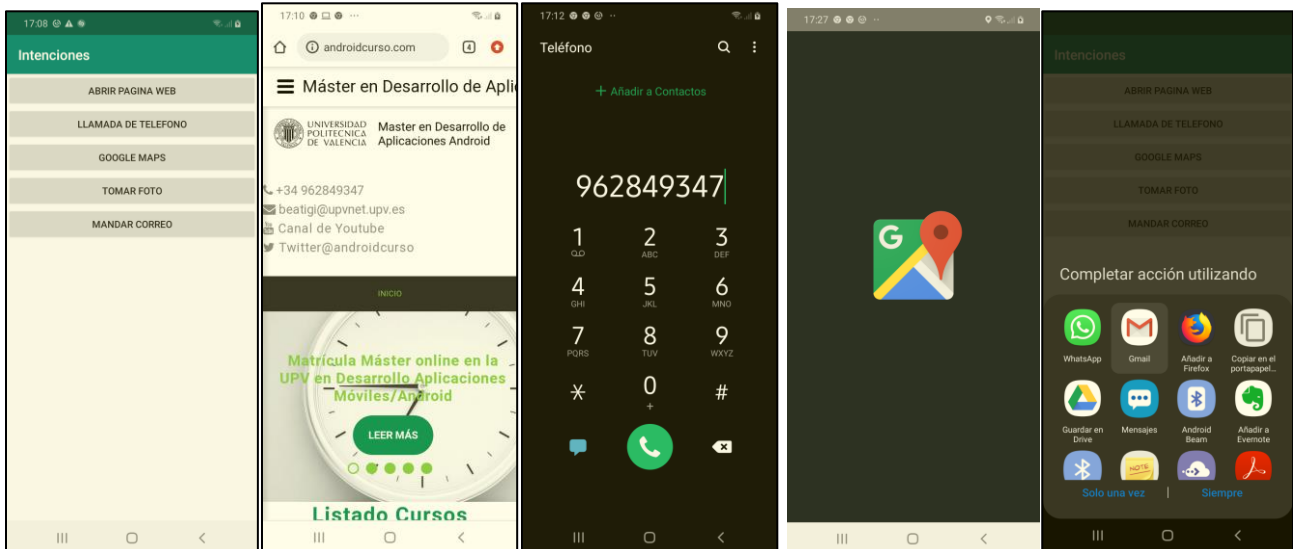 17:08
Intenciones
ABRIR PAGINA WEB
LLAMADA DE TELEFONO
GOOGLE MAPS
TOMAR FOTO
MANDAR CORREO
17:10
androidcurso.com
4
Máster en Desarrollo de Aplic
UNIVERSIDAD
POLITECNICA
DE VALENCIA
Master en Desarrollo de
Aplicaciones Android
+34 962849347
beatigi@upvnet.upv.es
Canal de Youtube
Twitter@androidcurso
INICIO
Matrícula Máster online en la
UPV en Desarrollo Aplicaciones
Móviles/Android
LEER MÁS
Listado Cursos
17:12
Teléfono
+ Añadir a Contactos
962849347
1 2 3
ABC DEF
4 5 6
GHI JKL MNO
7 8 9
PQRS TUV WXYZ
* 0 #
+
17:27
G
Intenciones
ABRIR PAGINA WEB
LLAMADA DE TELEFONO
GOOGLE MAPS
TOMAR FOTO
MANDAR CORREO
Completar acción utilizando
WhatsApp
Gmail
Añadir a
Firefox
Copiar en el
portapapel...
Guardar en
Drive
Mensajes
Android
Beam
Añadir a
Evernote
NOTE
Solo una vez | Siempre